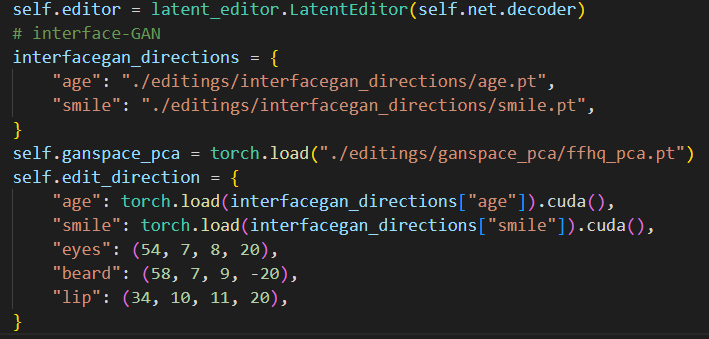 self.editor = latent_editor.LatentEditor(self.net.decoder)
# interface-GAN
interfacegan_directions = {
    "age": "./editings/interfacegan_directions/age.pt",
    "smile": "./editings/interfacegan_directions/smile.pt",
}
self.ganspace_pca = torch.load("./editings/ganspace_pca/ffhq_pca.pt")
self.edit_direction = {
    "age": torch.load(interfacegan_directions["age"]).cuda(),
    "smile": torch.load(interfacegan_directions["smile"]).cuda(),
    "eyes": (54, 7, 8, 20),
    "beard": (58, 7, 9, -20),
    "lip": (34, 10, 11, 20),
}